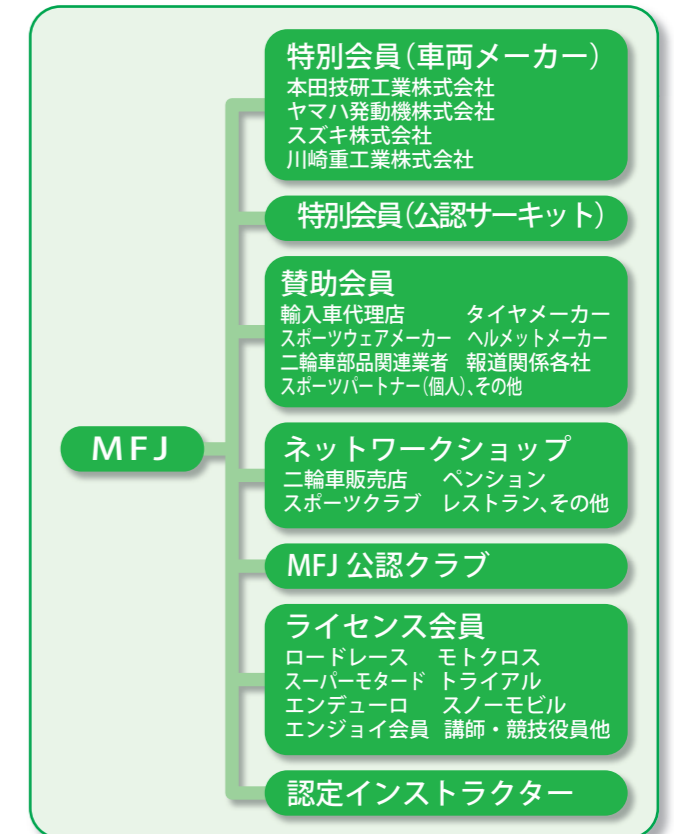 特別会員(車両メーカー)
本田技研工業株式会社
ヤマハ発動機株式会社
スズキ株式会社
川崎重工業株式会社
特別会員(公認サーキット)
賛助会員
輸入車代理店 タイヤメーカー
スポーツウェアメーカー ヘルメットメーカー
二輪車部品関連業者 報道関係各社
スポーツパートナー(個人)、その他
MFJ
ネットワークショップ
二輪車販売店 ペンション
スポーツクラブ レストラン、その他
MFJ 公認クラブ
ライセンス会員
ロードレース モトクロス
スーパーモタード トライアル
エンデューロ スノーモビル
エンジョイ会員 講師・競技役員他
認定インストラクター